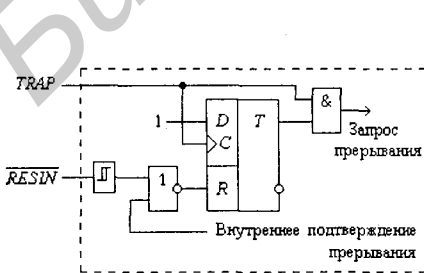 TRAP
&
1
D
T
C
Запрос
прерывания
RESIN
1
R
Внутреннее подтверждение
прерывания